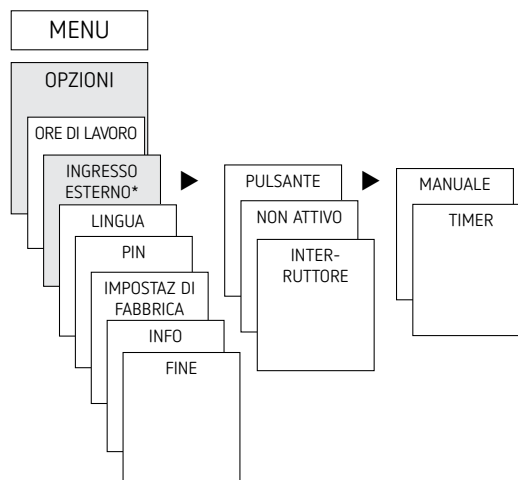 MENU
OPZIONI
ORE DI LAVORO
INGRESSO
ESTERNO*
LINGUA
PIN
IMPOSTAZ DI
FABBRICA
INFO
FINE
PULSANTE
NON ATTIVO
INTER-
RUTTORE
MANUALE
TIMER